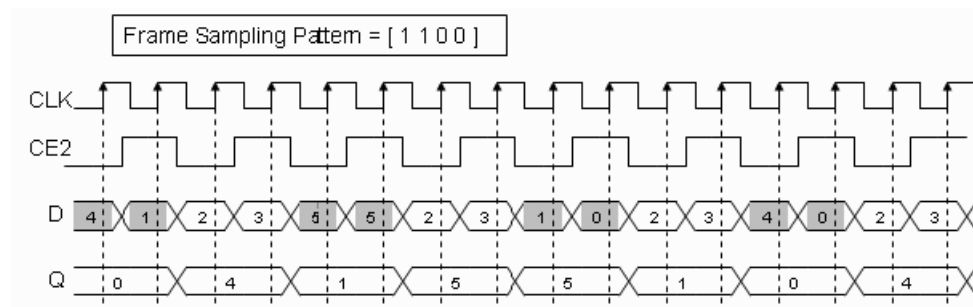 Frame Sampling Pattern = [ 1 1 0 0 ]
CLK
CE2
D 4 1 2 3 5 5 2 3 1 0 2 3 4 0 2 3
Q 0 4 1 5 5 1 0 4